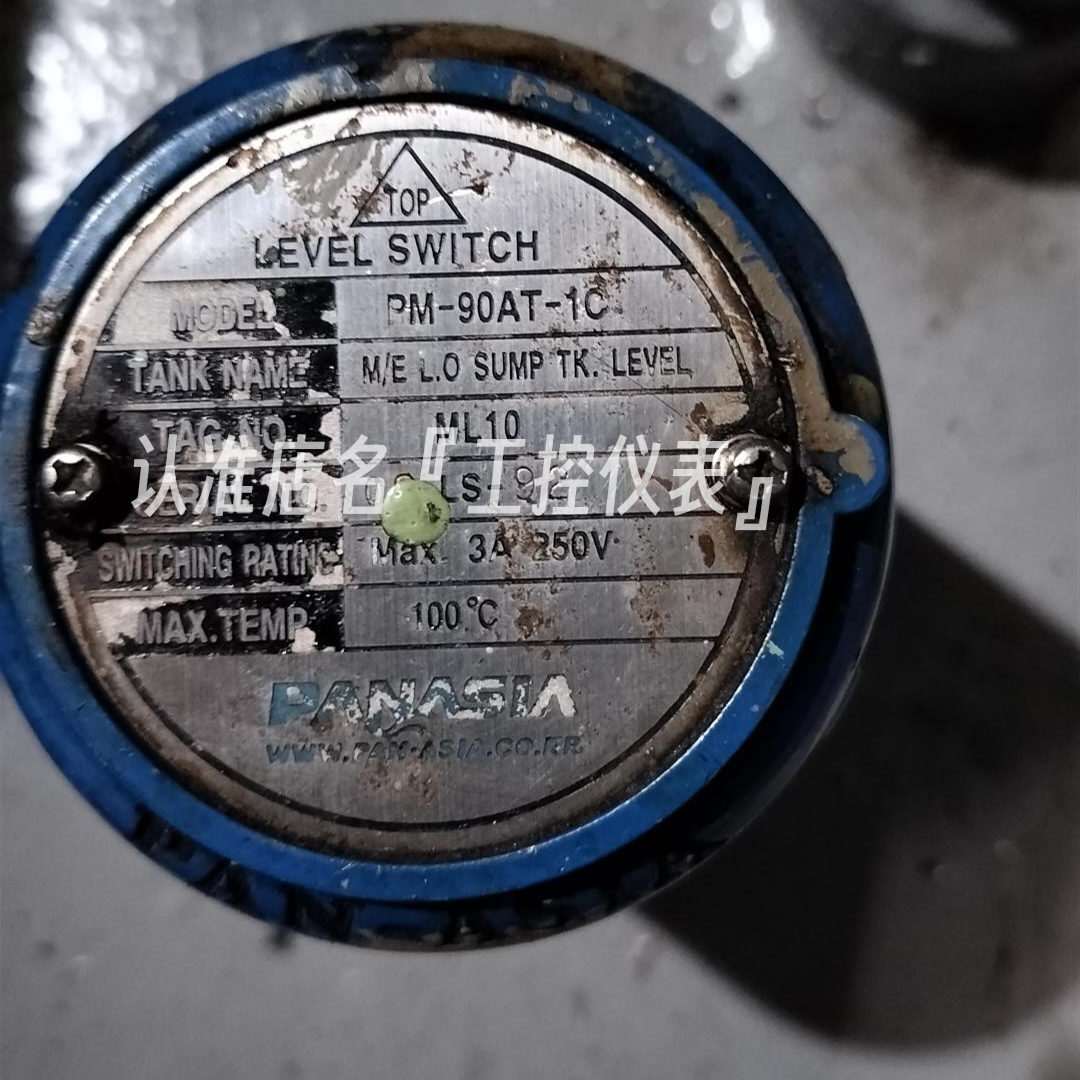 TOP
LEVEL SWITCH
MODEL PM-90AT-1C
TANK NAME M/E L.O SUMP TK. LEVEL
TAG NO. ML10
认准店名『工控仪表』
SWITCHING RATING Max. 3A 250V
MAX.TEMP. 100℃
PANASIA
WWW.PAN-ASIA.CO.KR